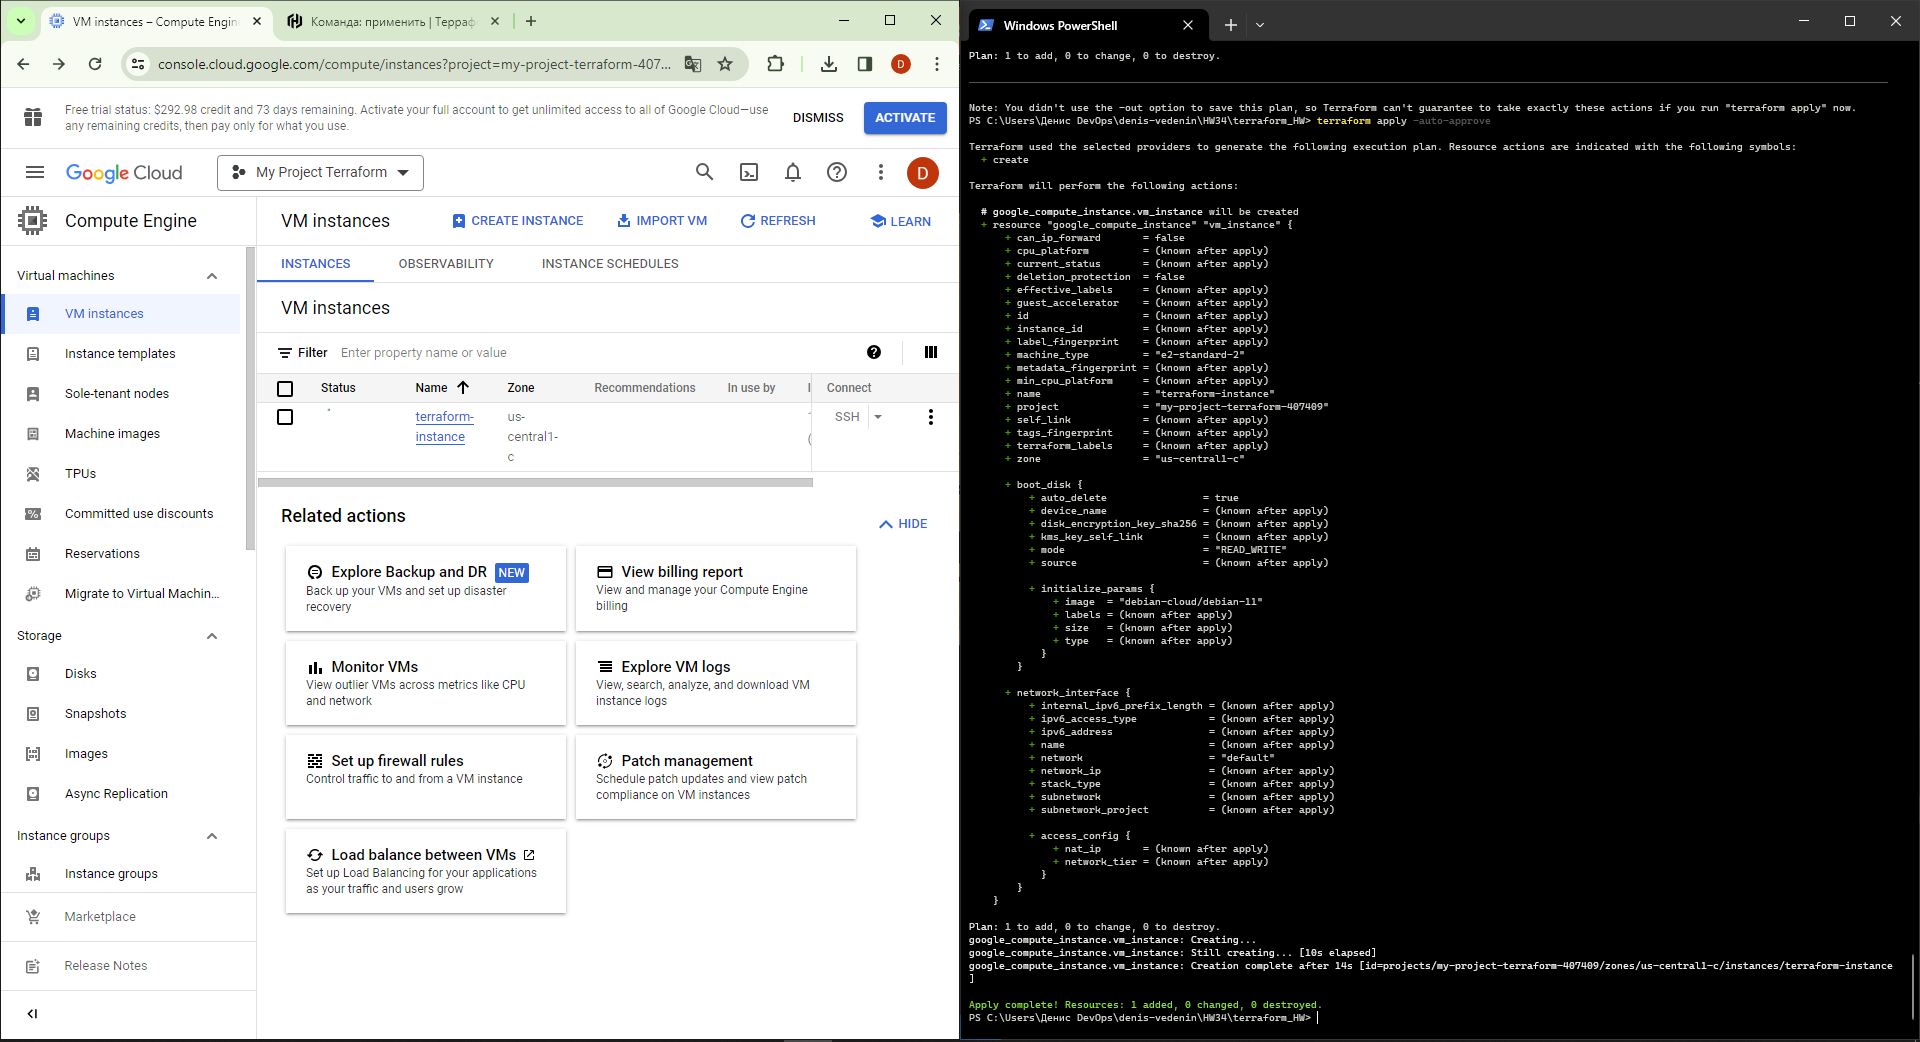 VM instances – Compute Engin
Команда: применить | Терраф
console.cloud.google.com/compute/instances?project=my-project-terraform-407...
D
Free trial status: $292.98 credit and 73 days remaining. Activate your full account to get unlimited access to all of Google Cloud—use
any remaining credits, then pay only for what you use.
DISMISS
ACTIVATE
Google Cloud
My Project Terraform
D
Compute Engine
VM instances
CREATE INSTANCE
IMPORT VM
REFRESH
LEARN
Virtual machines
VM instances
Instance templates
Sole-tenant nodes
Machine images
TPUs
Committed use discounts
Reservations
Migrate to Virtual Machin...
Storage
Disks
Snapshots
Images
Async Replication
Instance groups
Instance groups
Marketplace
Release Notes
INSTANCES
OBSERVABILITY
INSTANCE SCHEDULES
VM instances
Filter
Enter property name or value
Status
Name
Zone
Recommendations
In use by
Connect
terraform-
instance
us-
central1-
c
SSH
Related actions
HIDE
Explore Backup and DR NEW
Back up your VMs and set up disaster
recovery
View billing report
View and manage your Compute Engine
billing
Monitor VMs
View outlier VMs across metrics like CPU
and network
Explore VM logs
View, search, analyze, and download VM
instance logs
Set up firewall rules
Control traffic to and from a VM instance
Patch management
Schedule patch updates and view patch
compliance on VM instances
Load balance between VMs
Set up Load Balancing for your applications
as your traffic and users grow
Windows PowerShell
Plan: 1 to add, 0 to change, 0 to destroy.
Note: You didn't use the -out option to save this plan, so Terraform can't guarantee to take exactly these actions if you run "terraform apply" now.
PS C:\Users\Денис DevOps\denis-vedenin\HW34\terraform_HW> terraform apply -auto-approve
Terraform used the selected providers to generate the following execution plan. Resource actions are indicated with the following symbols:
+ create
Terraform will perform the following actions:
# google_compute_instance.vm_instance will be created
+ resource "google_compute_instance" "vm_instance" {
+ can_ip_forward = false
+ cpu_platform = (known after apply)
+ current_status = (known after apply)
+ deletion_protection = false
+ effective_labels = (known after apply)
+ guest_accelerator = (known after apply)
+ id = (known after apply)
+ instance_id = (known after apply)
+ label_fingerprint = (known after apply)
+ machine_type = "e2-standard-2"
+ metadata_fingerprint = (known after apply)
+ min_cpu_platform = (known after apply)
+ name = "terraform-instance"
+ project = "my-project-terraform-407409"
+ self_link = (known after apply)
+ tags_fingerprint = (known after apply)
+ terraform_labels = (known after apply)
+ zone = "us-central1-c"
+ boot_disk {
+ auto_delete = true
+ device_name = (known after apply)
+ disk_encryption_key_sha256 = (known after apply)
+ kms_key_self_link = (known after apply)
+ mode = "READ_WRITE"
+ source = (known after apply)
+ initialize_params {
+ image = "debian-cloud/debian-11"
+ labels = (known after apply)
+ size = (known after apply)
+ type = (known after apply)
}
}
+ network_interface {
+ internal_ipv6_prefix_length = (known after apply)
+ ipv6_access_type = (known after apply)
+ ipv6_address = (known after apply)
+ name = (known after apply)
+ network = "default"
+ network_ip = (known after apply)
+ stack_type = (known after apply)
+ subnetwork = (known after apply)
+ subnetwork_project = (known after apply)
+ access_config {
+ nat_ip = (known after apply)
+ network_tier = (known after apply)
}
}
}
Plan: 1 to add, 0 to change, 0 to destroy.
google_compute_instance.vm_instance: Creating...
google_compute_instance.vm_instance: Still creating... [10s elapsed]
google_compute_instance.vm_instance: Creation complete after 14s [id=projects/my-project-terraform-407409/zones/us-central1-c/instances/terraform-instance
]
Apply complete! Resources: 1 added, 0 changed, 0 destroyed.
PS C:\Users\Денис DevOps\denis-vedenin\HW34\terraform_HW>